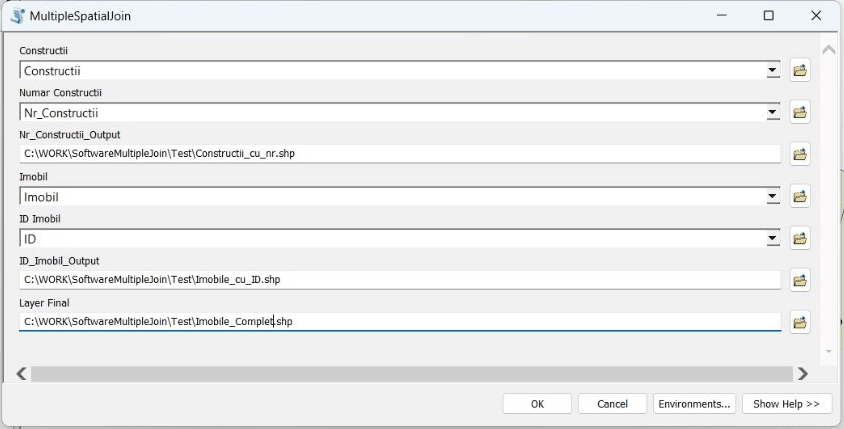 MultipleSpatialJoin
Constructii
Constructii
Numar Constructii
Nr_Constructii
Nr_Constructii_Output
C:\WORK\SoftwareMultipleJoin\Test\Constructii_cu_nr.shp
Imobil
Imobil
ID Imobil
ID
ID_Imobil_Output
C:\WORK\SoftwareMultipleJoin\Test\Imobile_cu_ID.shp
Layer Final
C:\WORK\SoftwareMultipleJoin\Test\Imobile_Complet.shp
OK Cancel Environments... Show Help >>